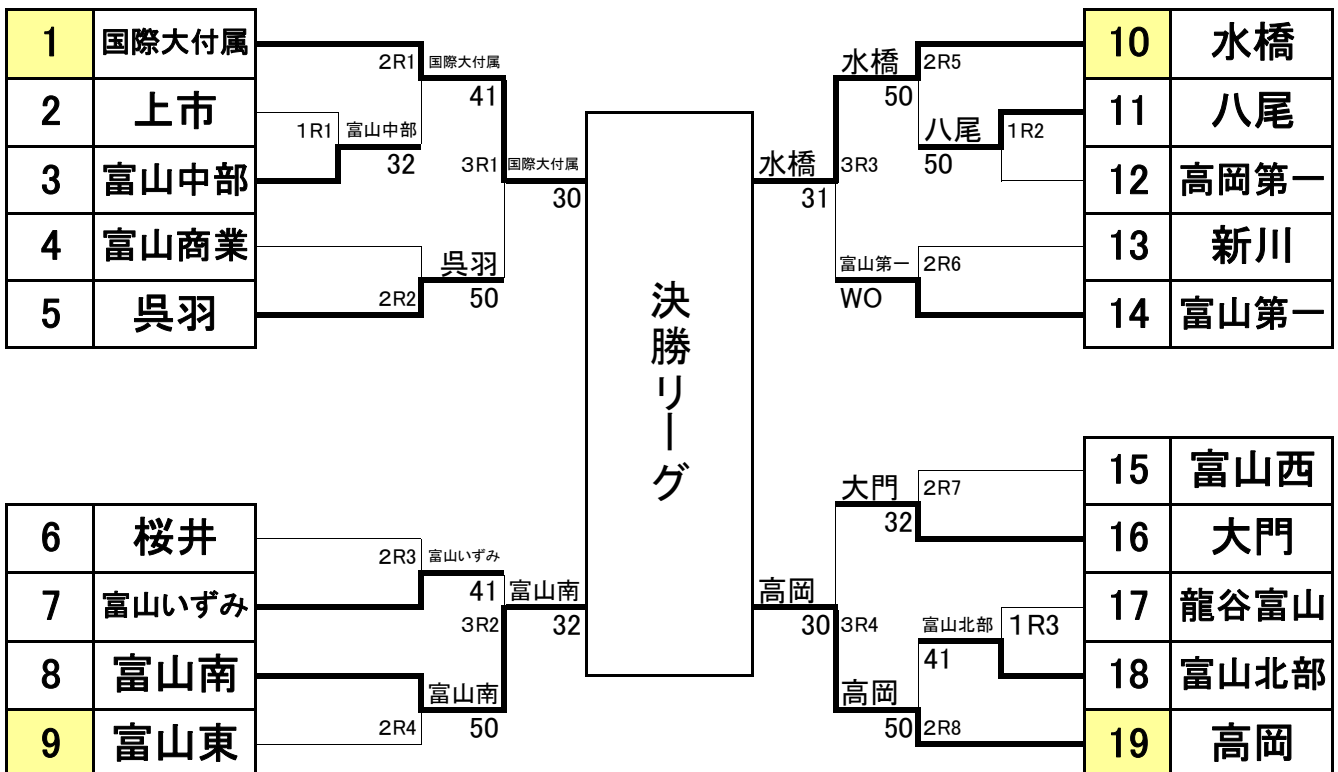 1 国際大付属
2 上市
3 富山中部
4 富山商業
5 呉羽
2R1 国際大付属
41
1R1 富山中部
32
3R1 国際大付属
30
呉羽
2R2 50
6 桜井
7 富山いずみ
8 富山南
9 富山東
2R3 富山いずみ
41
3R2 富山南
32
富山南
2R4 50
決勝リーグ
水橋 2R5
50
八尾 1R2
50
水橋 3R3
31
富山第一 2R6
WO
10 水橋
11 八尾
12 高岡第一
13 新川
14 富山第一
大門 2R7
32
高岡
30 3R4
富山北部 1R3
41
高岡
50 2R8
15 富山西
16 大門
17 龍谷富山
18 富山北部
19 高岡